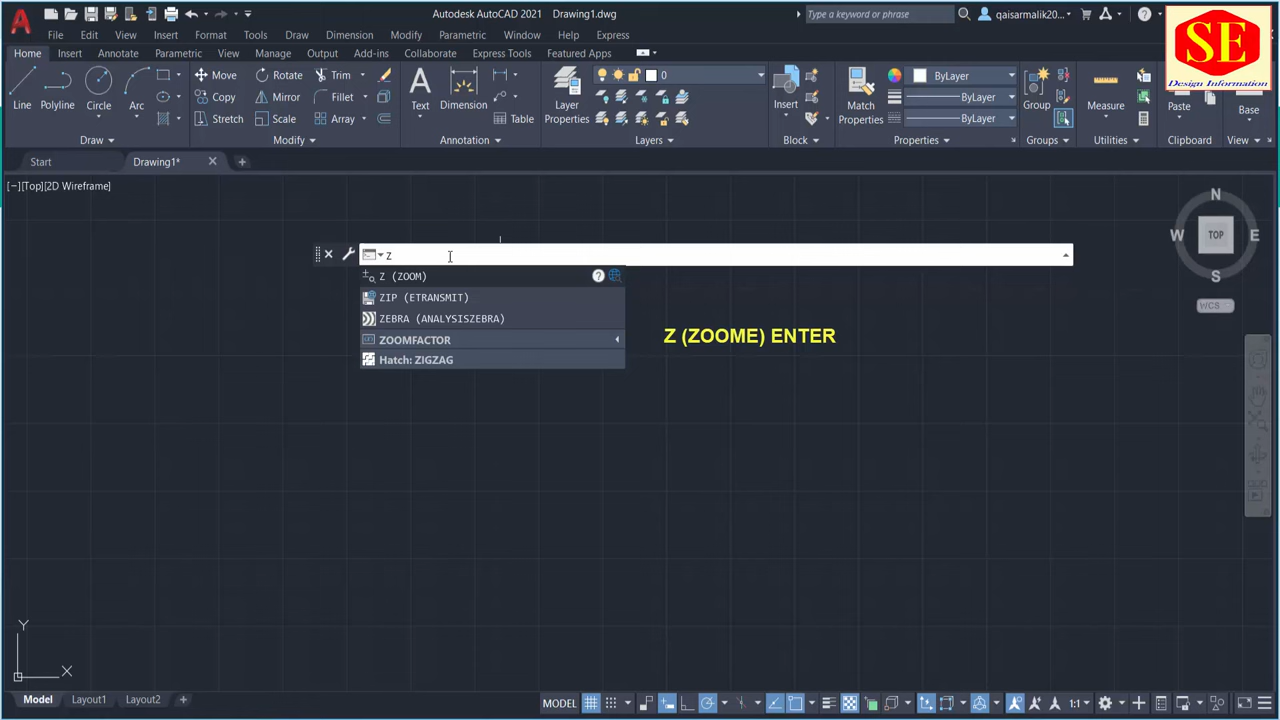 Autodesk AutoCAD 2021 Drawing1.dwg
Type a keyword or phrase
qaisarmalik20...
SE
Design Information
File Edit View Insert Format Tools Draw Dimension Modify Parametric Window Help Express
Home Insert Annotate Parametric View Manage Output Add-ins Collaborate Express Tools Featured Apps
Line Polyline Circle Arc
Move Rotate Trim
Copy Mirror Fillet
Stretch Scale Array
Text Dimension Table
Layer Properties
0
Insert
Match Properties
ByLayer
ByLayer
ByLayer
Group
Measure
Paste
Base
Draw Modify Annotation Layers Block Properties Groups Utilities Clipboard View
Start Drawing1*
[−][Top][2D Wireframe]
N
W TOP E
S
WCS
Z
Z (ZOOM)
ZIP (ETRANSMIT)
ZEBRA (ANALYSISZEBRA)
ZOOMFACTOR
Hatch: ZIGZAG
Z (ZOOME) ENTER
Y
X
Model Layout1 Layout2
MODEL 1:1